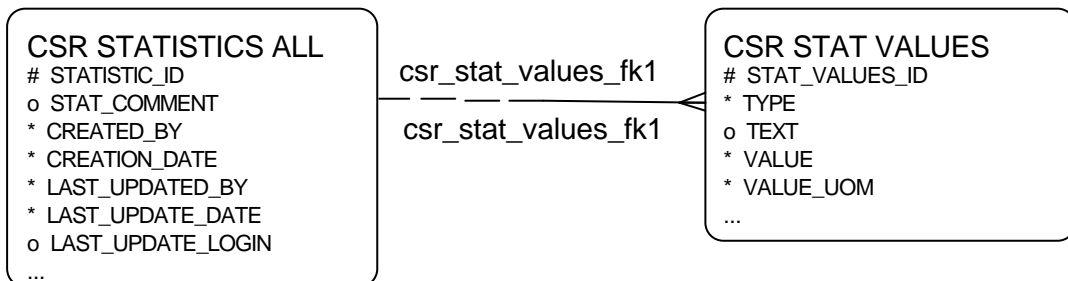 CSR STATISTICS ALL
# STATISTIC_ID
o STAT_COMMENT
* CREATED_BY
* CREATION_DATE
* LAST_UPDATED_BY
* LAST_UPDATE_DATE
o LAST_UPDATE_LOGIN
...
csr_stat_values_fk1
csr_stat_values_fk1
CSR STAT VALUES
# STAT_VALUES_ID
* TYPE
o TEXT
* VALUE
* VALUE_UOM
...